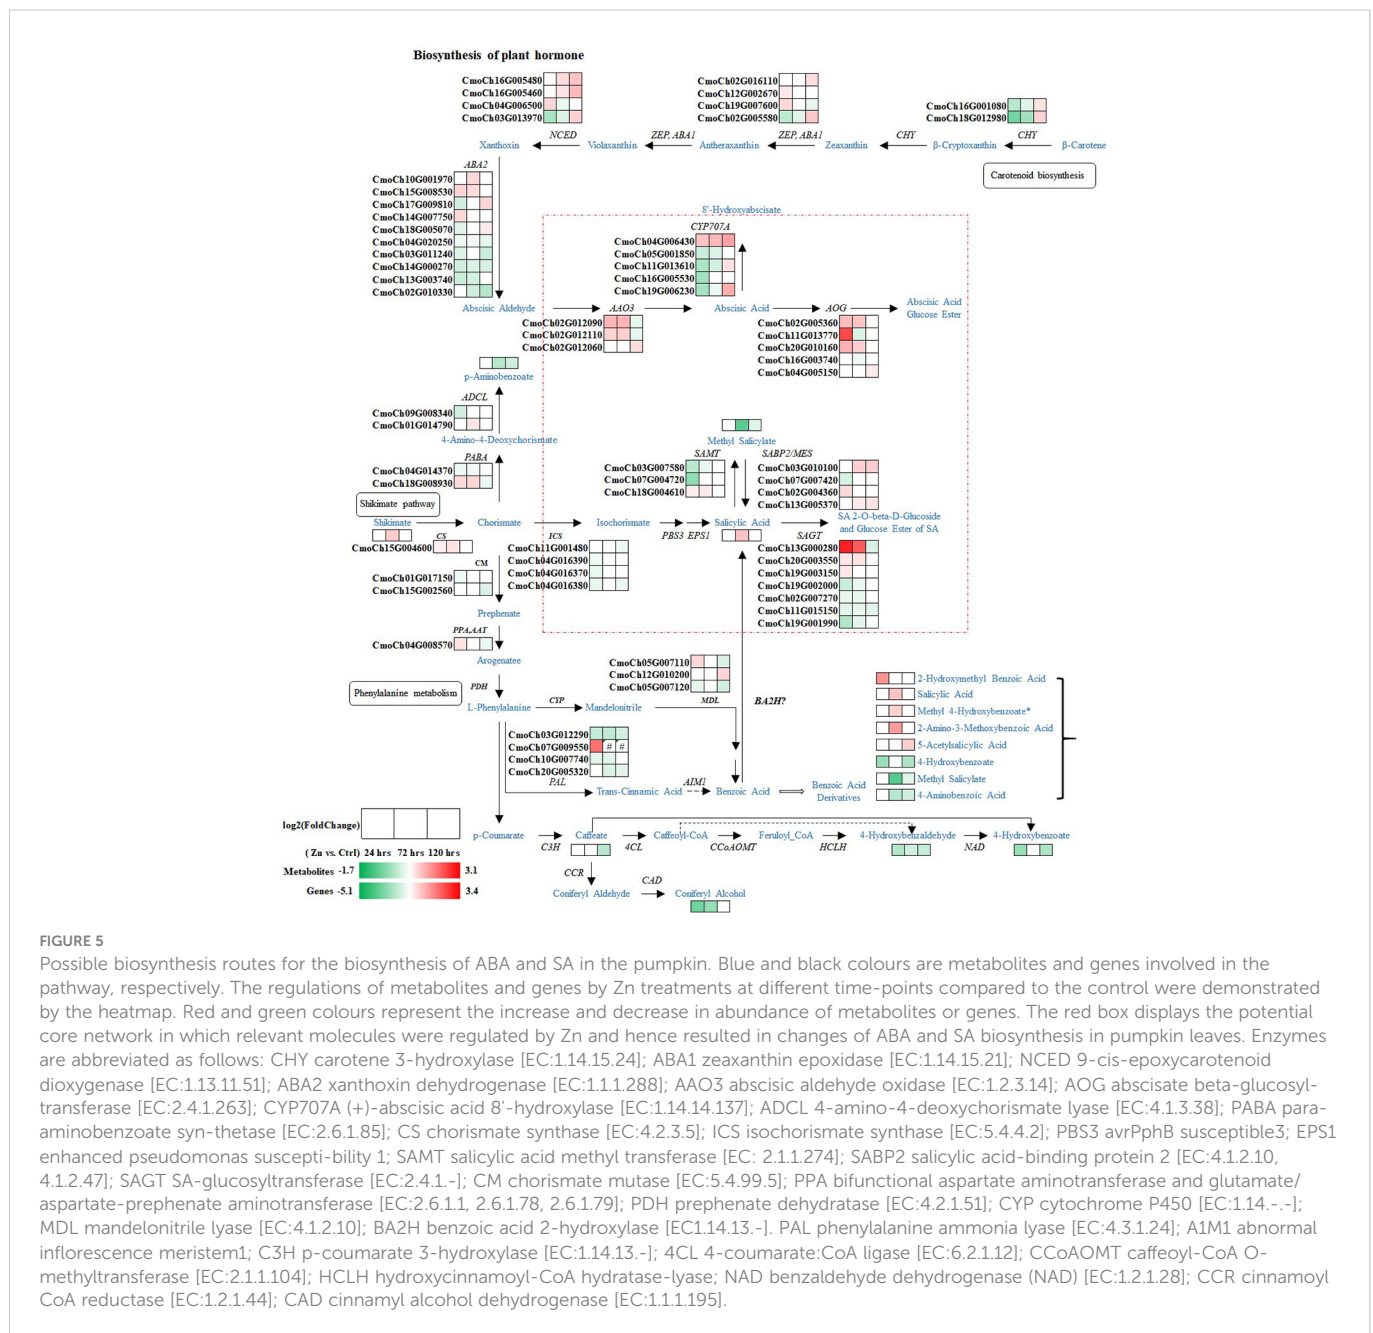 Biosynthesis of plant hormone
CmoCh16G005480
CmoCh16G005460
CmoCh04G006500
CmoCh03G013970
CmoCh02G016110
CmoCh12G002670
CmoCh19G007600
CmoCh02G005580
CmoCh16G001080
CmoCh18G012980
NCED
ZEP, ABA1
ZEP, ABA1
CHY
CHY
Xanthoxin
Violaxanthin
Antheraxanthin
Zeaxanthin
β-Cryptoxanthin
β-Carotene
Carotenoid biosynthesis
ABA2
CmoCh10G001970
CmoCh15G008530
CmoCh17G009810
CmoCh14G007750
CmoCh18G005070
CmoCh04G020250
CmoCh03G011240
CmoCh14G000270
CmoCh13G003740
CmoCh02G010330
8'-Hydroxyabscisate
CYP707A
CmoCh04G006430
CmoCh05G001850
CmoCh11G013610
CmoCh16G005530
CmoCh19G006230
Abscisic Aldehyde
AAO3
Abscisic Acid
AOG
Abscisic Acid
Glucose Ester
CmoCh02G012090
CmoCh02G012110
CmoCh02G012060
CmoCh02G005360
CmoCh11G013770
CmoCh20G010160
CmoCh16G003740
CmoCh04G005150
p-Aminobenzoate
ADCL
CmoCh09G008340
CmoCh01G014790
4-Amino-4-Deoxychorismate
PABA
CmoCh04G014370
CmoCh18G008930
Methyl Salicylate
SAMT
SABP2/MES
CmoCh03G007580
CmoCh07G004720
CmoCh18G004610
CmoCh03G010100
CmoCh07G007420
CmoCh02G004360
CmoCh13G005370
Shikimate pathway
Shikimate
Chorismate
Isochorismate
Salicylic Acid
SA 2-O-beta-D-Glucoside
and Glucose Ester of SA
CS
ICS
PBS3 EPS1
SAGT
CmoCh15G004600
CmoCh11G001480
CmoCh04G016390
CmoCh04G016370
CmoCh04G016380
CmoCh13G000280
CmoCh20G003550
CmoCh19G003150
CmoCh19G002000
CmoCh02G007270
CmoCh11G015150
CmoCh19G001990
CM
CmoCh01G017150
CmoCh15G002560
Prephenate
PPA,AAT
CmoCh04G008570
Arogenatee
Phenylalanine metabolism
PDH
L-Phenylalanine
CYP
Mandelonitrile
MDL
CmoCh05G007110
CmoCh12G010200
CmoCh05G007120
BA2H?
2-Hydroxymethyl Benzoic Acid
Salicylic Acid
Methyl 4-Hydroxybenzoate*
2-Amino-3-Methoxybenzoic Acid
5-Acetylsalicylic Acid
4-Hydroxybenzoate
Methyl Salicylate
4-Aminobenzoic Acid
CmoCh03G012290
CmoCh07G009550 # #
CmoCh10G007740
CmoCh20G005320
PAL
Trans-Cinnamic Acid
AIM1
Benzoic Acid
Benzoic Acid
Derivatives
log2(FoldChange)
(Zn vs. Ctrl) 24 hrs 72 hrs 120 hrs
Metabolites -1.7 3.1
Genes -5.1 3.4
p-Coumarate
Caffeate
Caffeoyl-CoA
Feruloyl_CoA
4-Hydroxybenzaldehyde
4-Hydroxybenzoate
C3H
4CL
CCoAOMT
HCLH
NAD
CCR
Coniferyl Aldehyde
CAD
Coniferyl Alcohol
FIGURE 5
Possible biosynthesis routes for the biosynthesis of ABA and SA in the pumpkin. Blue and black colours are metabolites and genes involved in the
pathway, respectively. The regulations of metabolites and genes by Zn treatments at different time-points compared to the control were demonstrated
by the heatmap. Red and green colours represent the increase and decrease in abundance of metabolites or genes. The red box displays the potential
core network in which relevant molecules were regulated by Zn and hence resulted in changes of ABA and SA biosynthesis in pumpkin leaves. Enzymes
are abbreviated as follows: CHY carotene 3-hydroxylase [EC:1.14.15.24]; ABA1 zeaxanthin epoxidase [EC:1.14.15.21]; NCED 9-cis-epoxycarotenoid
dioxygenase [EC:1.13.11.51]; ABA2 xanthoxin dehydrogenase [EC:1.1.1.288]; AAO3 abscisic aldehyde oxidase [EC:1.2.3.14]; AOG abscisate beta-glucosyl-
transferase [EC:2.4.1.263]; CYP707A (+)-abscisic acid 8'-hydroxylase [EC:1.14.14.137]; ADCL 4-amino-4-deoxychorismate lyase [EC:4.1.3.38]; PABA para-
aminobenzoate syn-thetase [EC:2.6.1.85]; CS chorismate synthase [EC:4.2.3.5]; ICS isochorismate synthase [EC:5.4.4.2]; PBS3 avrPphB susceptible3; EPS1
enhanced pseudomonas suscepti-bility 1; SAMT salicylic acid methyl transferase [EC: 2.1.1.274]; SABP2 salicylic acid-binding protein 2 [EC:4.1.2.10,
4.1.2.47]; SAGT SA-glucosyltransferase [EC:2.4.1.-]; CM chorismate mutase [EC:5.4.99.5]; PPA bifunctional aspartate aminotransferase and glutamate/
aspartate-prephenate aminotransferase [EC:2.6.1.1, 2.6.1.78, 2.6.1.79]; PDH prephenate dehydratase [EC:4.2.1.51]; CYP cytochrome P450 [EC:1.14.-.-];
MDL mandelonitrile lyase [EC:4.1.2.10]; BA2H benzoic acid 2-hydroxylase [EC1.14.13.-]. PAL phenylalanine ammonia lyase [EC:4.3.1.24]; A1M1 abnormal
inflorescence meristem1; C3H p-coumarate 3-hydroxylase [EC:1.14.13.-]; 4CL 4-coumarate:CoA ligase [EC:6.2.1.12]; CCoAOMT caffeoyl-CoA O-
methyltransferase [EC:2.1.1.104]; HCLH hydroxycinnamoyl-CoA hydratase-lyase; NAD benzaldehyde dehydrogenase (NAD) [EC:1.2.1.28]; CCR cinnamoyl
CoA reductase [EC:1.2.1.44]; CAD cinnamyl alcohol dehydrogenase [EC:1.1.1.195].